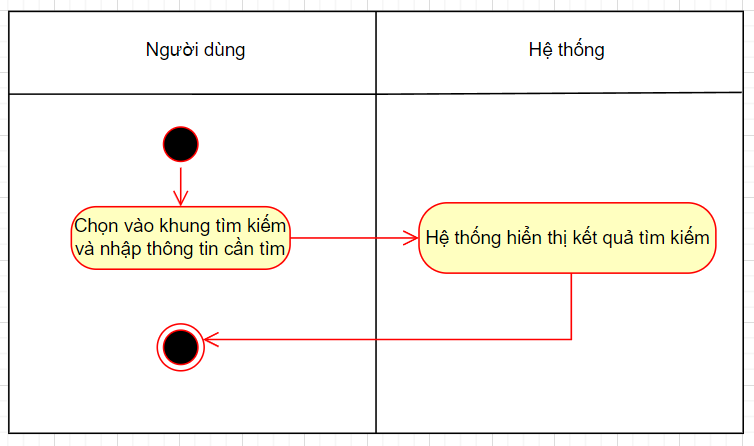 Người dùng
Hệ thống
Chọn vào khung tìm kiếm
và nhập thông tin cần tìm
Hệ thống hiển thị kết quả tìm kiếm